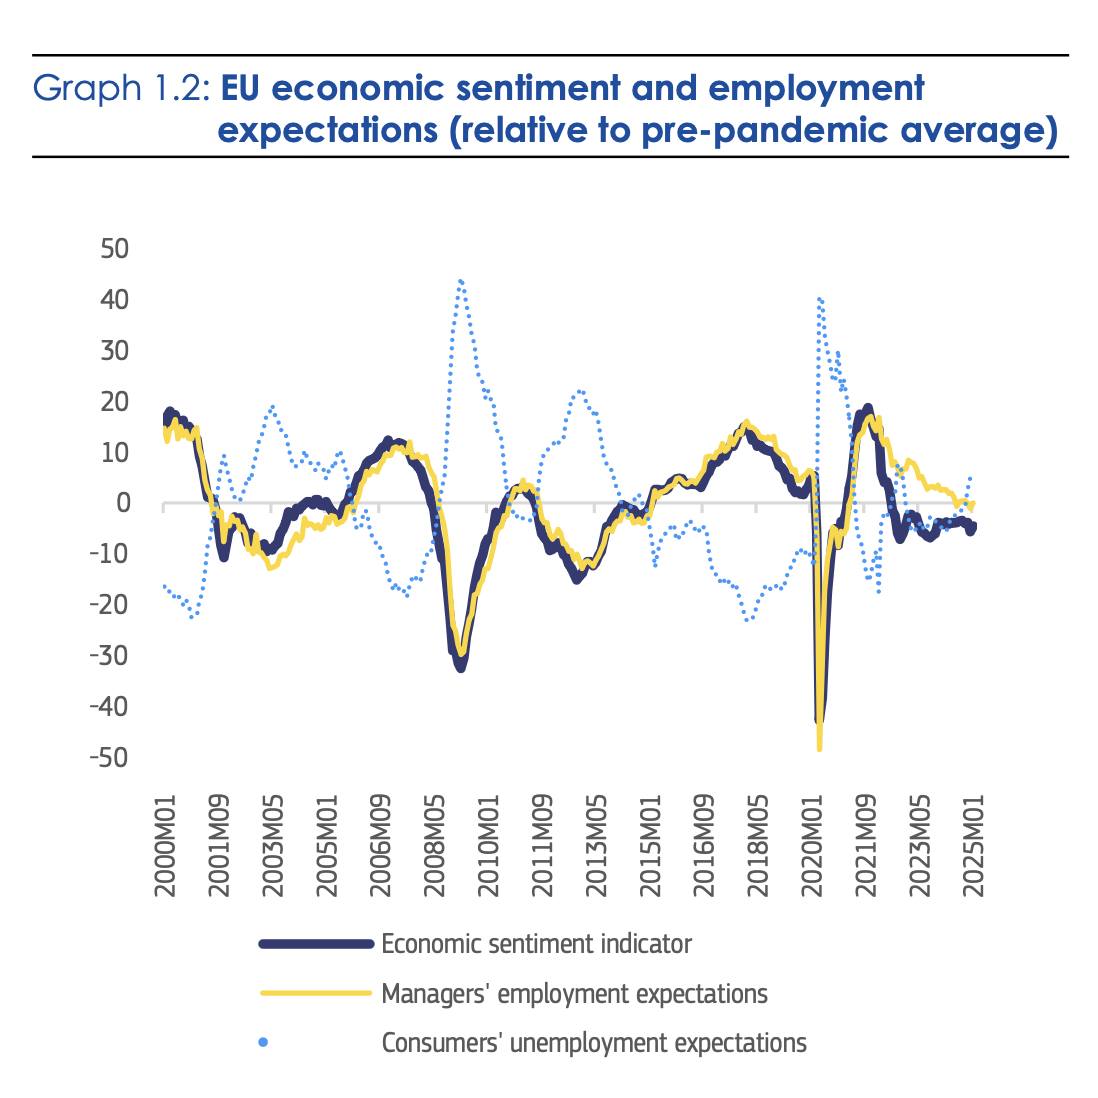 Graph 1.2: EU economic sentiment and employment
expectations (relative to pre-pandemic average)
50
40
30
20
10
0
-10
-20
-30
-40
-50
2000M01
2001M09
2003M05
2005M01
2006M09
2008M05
2010M01
2011M09
2013M05
2015M01
2016M09
2018M05
2020M01
2021M09
2023M05
2025M01
Economic sentiment indicator
Managers' employment expectations
Consumers' unemployment expectations